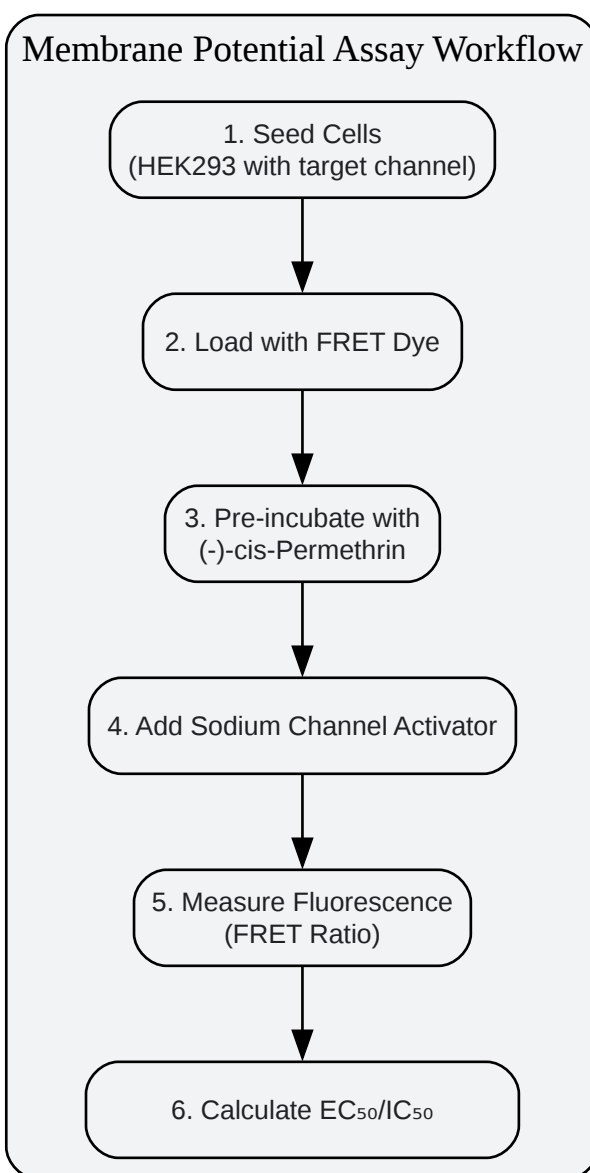 Membrane Potential Assay Workflow
1. Seed Cells
(HEK293 with target channel)
2. Load with FRET Dye
3. Pre-incubate with
(-)-cis-Permethrin
4. Add Sodium Channel Activator
5. Measure Fluorescence
(FRET Ratio)
6. Calculate EC₅₀/IC₅₀